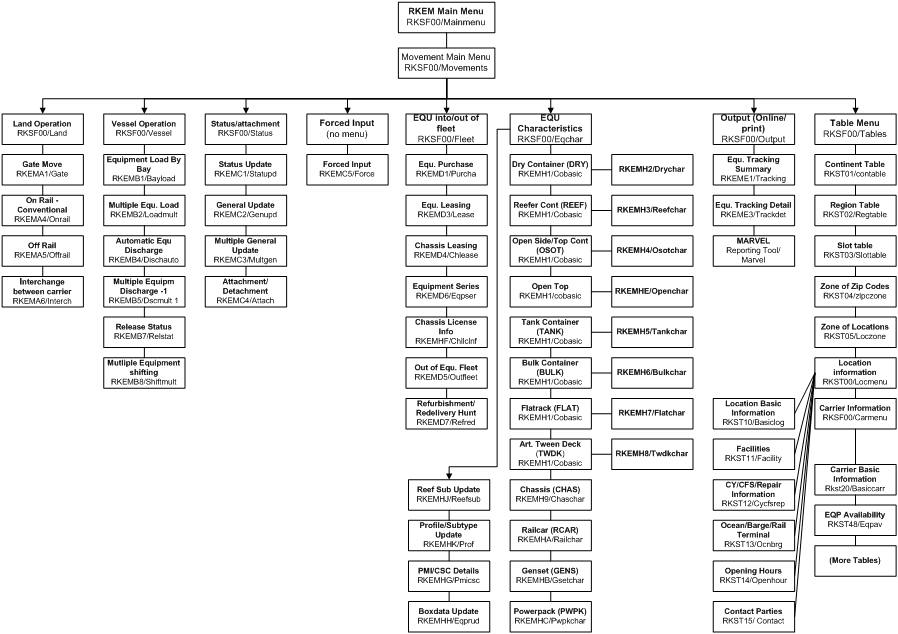 RKEM Main Menu
RKSF00/Mainmenu
Movement Main Menu
RKSF00/Movements
Land Operation
RKSF00/Land
Gate Move
RKEMA1/Gate
On Rail -
Conventional
RKEMA4/Onrail
Off Rail
RKEMA5/Offrail
Interchange
between carrier
RKEMA6/Interch
Vessel Operation
RKSF00/Vessel
Equipment Load By
Bay
RKEMB1/Bayload
Multiple Equ. Load
RKEMB2/Loadmult
Automatic Equ
Discharge
RKEMB4/Dischauto
Multiple Equipm
Discharge -1
RKEMB5/Dscmult 1
Release Status
RKEMB7/Relstat
Mutliple Equipment
shifting
RKEMB8/Shiftmult
Status/attachment
RKSF00/Status
Status Update
RKEMC1/Statupd
General Update
RKEMC2/Genupd
Multiple General
Update
RKEMC3/Multgen
Attachment/
Detachment
RKEMC4/Attach
Forced Input
(no menu)
Forced Input
RKEMC5/Force
EQU into/out of
fleet
RKSF00/Fleet
Equ. Purchase
RKEMD1/Purcha
Equ. Leasing
RKEMD3/Lease
Chassis Leasing
RKEMD4/Chlease
Equipment Series
RKEMD6/Eqpser
Chassis License
Info
RKEMHF/Chlicinf
Out of Equ. Fleet
RKEMD5/Outfleet
Refurbishment/
Redelivery Hunt
RKEMD7/Refred
Reef Sub Update
RKEMHJ/Reefsub
Profile/Subtype
Update
RKEMHK/Prof
PMI/CSC Details
RKEMHG/Pmicsc
Boxdata Update
RKEMHH/Eqprud
EQU
Characteristics
RKSF00/Eqchar
Dry Container (DRY)
RKEMH1/Cobasic
RKEMH2/Drychar
Reefer Cont (REEF)
RKEMH1/Cobasic
RKEMH3/Reefchar
Open Side/Top Cont
(OSOT)
RKEMH1/Cobasic
RKEMH4/Osotchar
Open Top
RKEMH1/cobasic
RKEMHE/Openchar
Tank Container
(TANK)
RKEMH1/Cobasic
RKEMH5/Tankchar
Bulk Container
(BULK)
RKEMH1/Cobasic
RKEMH6/Bulkchar
Flatrack (FLAT)
RKEMH1/Cobasic
RKEMH7/Flatchar
Art. Tween Deck
(TWDK)
RKEMH1/Cobasic
RKEMH8/Twdkchar
Chassis (CHAS)
RKEMH9/Chaschar
Railcar (RCAR)
RKEMHA/Railchar
Genset (GENS)
RKEMHB/Gsetchar
Powerpack (PWPK)
RKEMHC/Pwpkchar
Output (Online/
print)
RKSF00/Output
Equ. Tracking
Summary
RKEME1/Tracking
Equ. Tracking Detail
RKEME3/Trackdet
MARVEL
Reporting Tool/
Marvel
Table Menu
RKSF00/Tables
Continent Table
RKST01/contable
Region Table
RKST02/Regtable
Slot table
RKST03/Slottable
Zone of Zip Codes
RKST04/zipczone
Zone of Locations
RKST05/Loczone
Location
information
RKST00/Locmenu
Location Basic
Information
RKST10/Basiclog
Facilities
RKST11/Facility
CY/CFS/Repair
Information
RKST12/Cycfsrep
Ocean/Barge/Rail
Terminal
RKST13/Ocnbrg
Opening Hours
RKST14/Openhour
Contact Parties
RKST15/ Contact
Carrier Information
RKSF00/Carmenu
Carrier Basic
Information
Rkst20/Basiccarr
EQP Availability
RKST48/Eqpav
(More Tables)